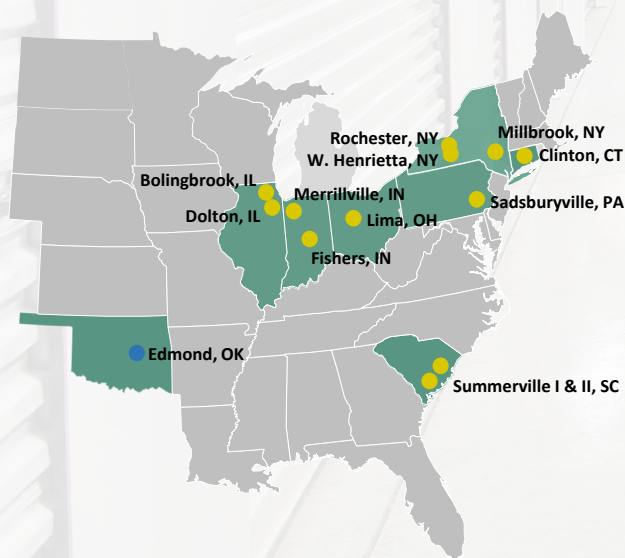 Rochester, NY
Millbrook, NY
W. Henrietta, NY
Clinton, CT
Bolingbrook, IL
Merrillville, IN
Sadsburyville, PA
Dolton, IL
Lima, OH
Fishers, IN
Edmond, OK
Summerville I & II, SC